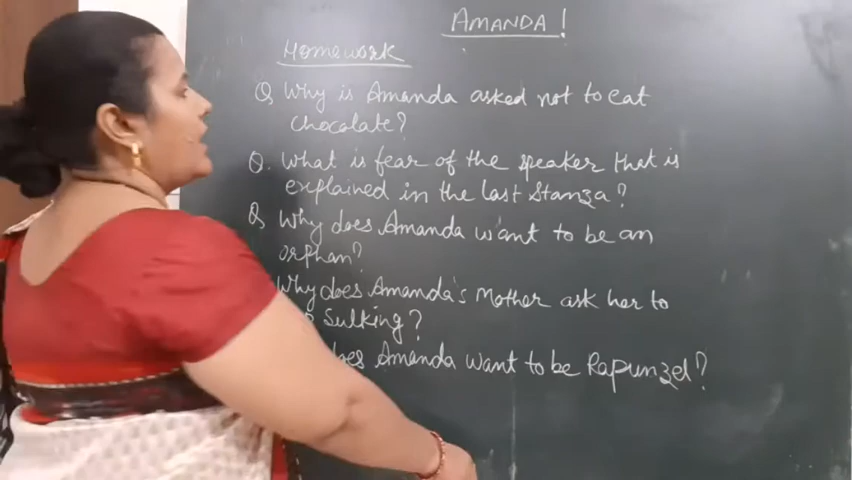 AMANDA!
Homework
Q Why is Amanda asked not to eat
chocolate?
Q. What is fear of the speaker that is
explained in the last stanza?
Q Why does Amanda want to be an
orphan?
Why does Amanda's Mother ask her to
Sulking?
does Amanda want to be Rapunzel?